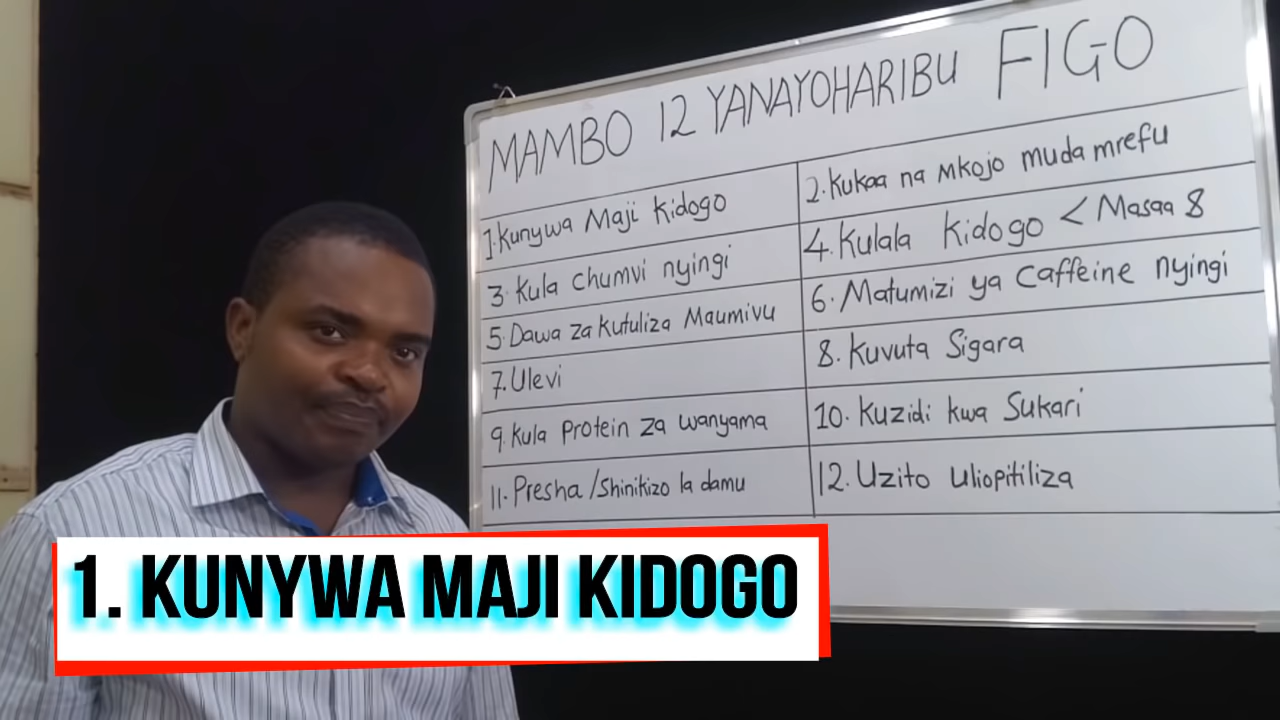 MAMBO 12 YANAYOHARIBU FIGO
1. Kunywa Maji Kidogo
2. Kukaa na Mkojo muda mrefu
3. Kula Chumvi nyingi
4. Kulala Kidogo < Masaa 8
5. Dawa za Kutuliza Maumivu
6. Matumizi ya Caffeine nyingi
7. Ulevi
8. Kuvuta Sigara
9. Kula Protein za wanyama
10. Kuzidi kwa Sukari
11. Presha /Shinikizo la damu
12. Uzito uliopitiliza
1. KUNYWA MAJI KIDOGO